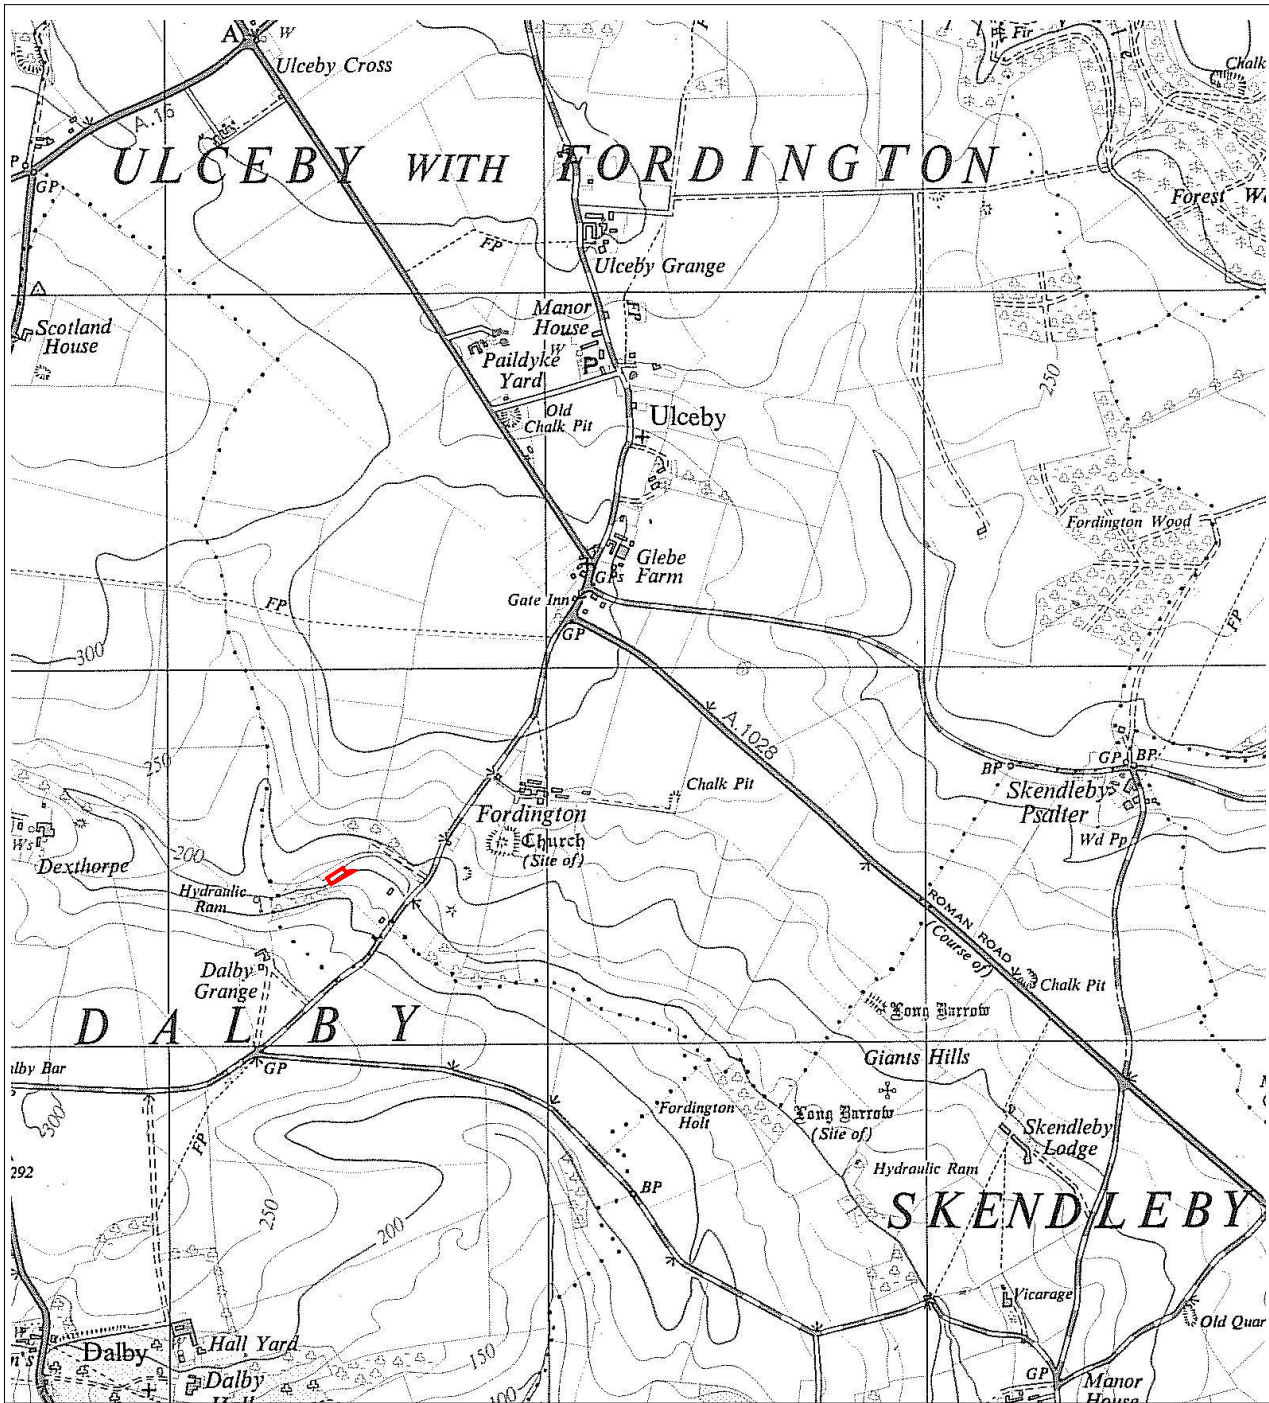 A
W
Ulceby Cross
Fir
Chalk
A.16
ULCEBY WITH FORDINGTON
P
GP
Forest
FP
Ulceby Grange
Manor
House
FP
Scotland
House
W
P
Paildyke
Yard
250
Old
Chalk Pit
Ulceby
Fordington Wood
Glebe
Farm
GPs
Gate Inn
FP
GP
FP
300
A.1028
250
BP
GP
BP
Chalk Pit
Skendleby
Psalter
Fordington
Church
(Site of)
Ws
Dexthorpe
200
Wd Pp
Hydraulic
Ram
ROMAN ROAD
(Course of)
Dalby
Grange
Chalk Pit
Long Barrow
DALBY
Giants Hills
alby Bar
GP
300
FP
Fordington
Holt
Long Barrow
(Site of)
Skendleby
Lodge
292
Hydraulic Ram
BP
250
200
SKENDLEBY
Vicarage
Old Quar
Dalby
Hall Yard
150
GP
Dalby
Manor
House
100